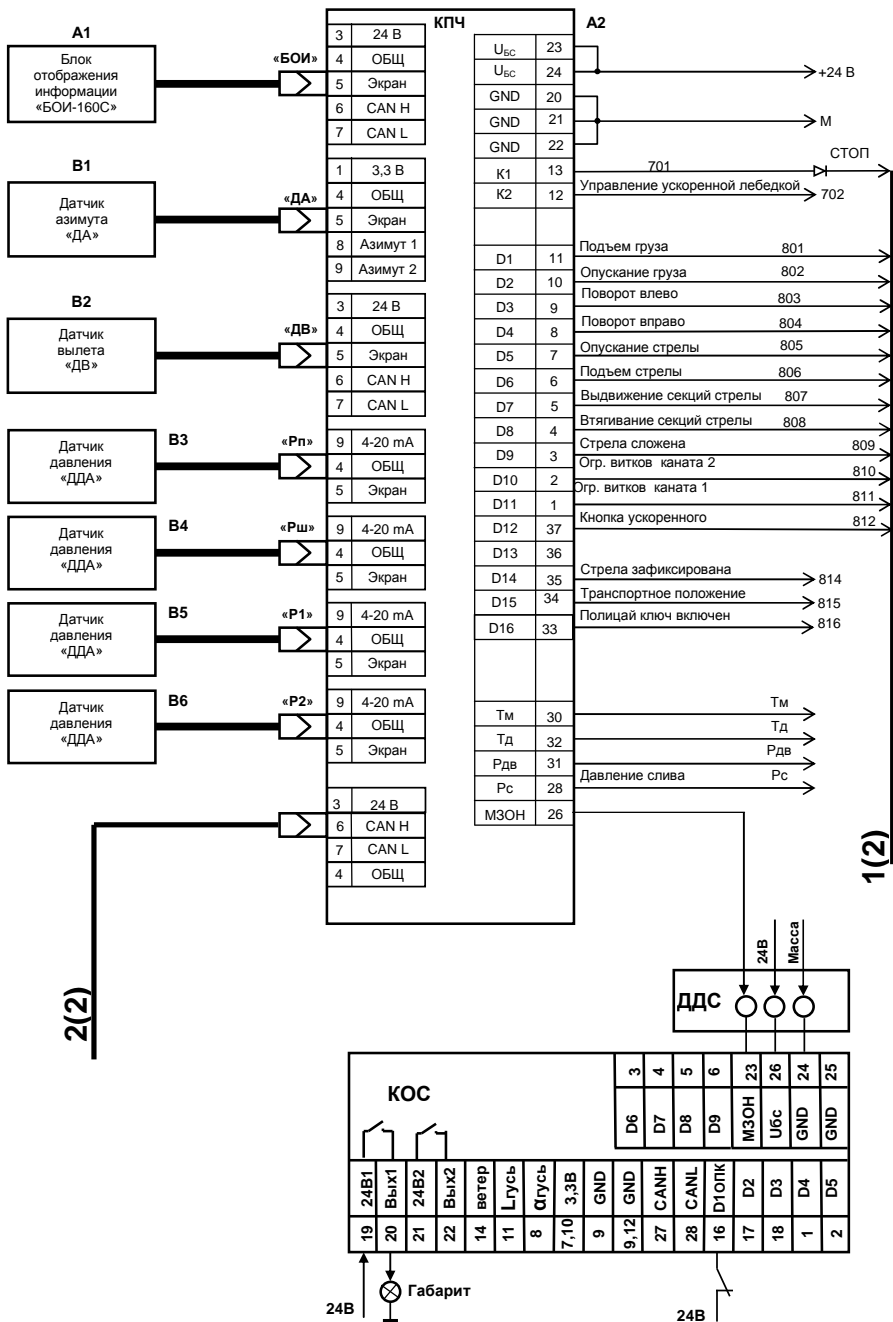 A1
Блок
отображения
информации
«БОИ-160С»
«БОИ»
B1
Датчик
азимута
«ДА»
«ДА»
B2
Датчик
вылета
«ДВ»
«ДВ»
Датчик
давления
«ДДА»
B3
«Рп»
Датчик
давления
«ДДА»
B4
«Рш»
Датчик
давления
«ДДА»
B5
«Р1»
Датчик
давления
«ДДА»
B6
«Р2»
2(2)
КПЧ
A2
3 24 В
4 ОБЩ
5 Экран
6 CAN H
7 CAN L
1 3,3 В
4 ОБЩ
5 Экран
8 Азимут 1
9 Азимут 2
3 24 В
4 ОБЩ
5 Экран
6 CAN H
7 CAN L
9 4-20 mA
4 ОБЩ
5 Экран
9 4-20 mA
4 ОБЩ
5 Экран
9 4-20 mA
4 ОБЩ
5 Экран
9 4-20 mA
4 ОБЩ
5 Экран
3 24 В
6 CAN H
7 CAN L
4 ОБЩ
UБС 23
UБС 24 +24 В
GND 20
GND 21 М
GND 22
К1 13 701 СТОП
К2 12 Управление ускоренной лебедкой 702
D1 11 Подъем груза 801
D2 10 Опускание груза 802
D3 9 Поворот влево 803
D4 8 Поворот вправо 804
D5 7 Опускание стрелы 805
D6 6 Подъем стрелы 806
D7 5 Выдвижение секций стрелы 807
D8 4 Втягивание секций стрелы 808
D9 3 Стрела сложена 809
D10 2 Огр. витков каната 2 810
D11 1 Огр. витков каната 1 811
D12 37 Кнопка ускоренного 812
D13 36
D14 35 Стрела зафиксирована 814
D15 34 Транспортное положение 815
D16 33 Полицай ключ включен 816
Тм 30 Тм
Тд 32 Тд
Рдв 31 Рдв
Рс 28 Давление слива Рс
МЗОН 26
1(2)
24В
Масса
ДДС
КОС
3 4 5 6 23 26 24 25
D6 D7 D8 D9 МЗОН Uбс GND GND
24В1 Вых1 24В2 Вых2 ветер Lгусь αгусь 3,3В GND GND CANH CANL D1ОПК D2 D3 D4 D5
19 20 21 22 14 11 8 7,10 9 9,12 27 28 16 17 18 1 2
24В
Габарит
24В